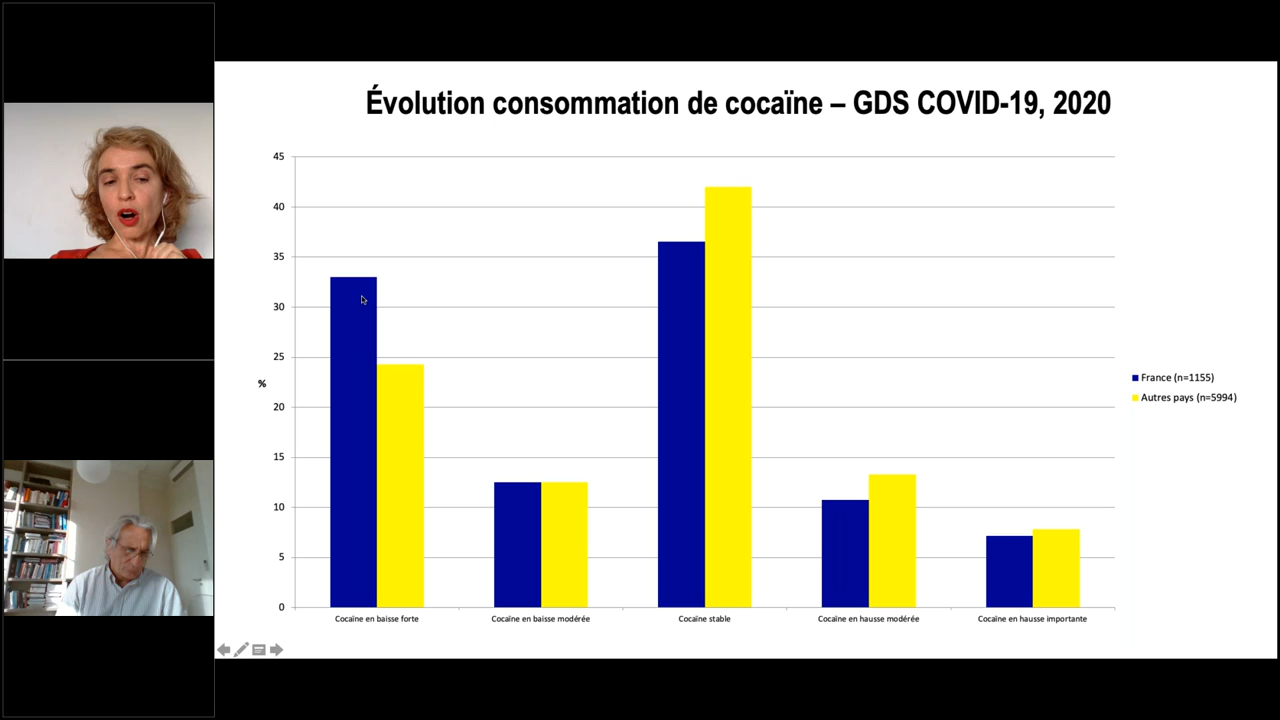 Évolution consommation de cocaïne – GDS COVID-19, 2020
45
40
35
30
25
20
15
10
5
0
%
Cocaïne en baisse forte
Cocaïne en baisse modérée
Cocaïne stable
Cocaïne en hausse modérée
Cocaïne en hausse importante
France (n=1155)
Autres pays (n=5994)